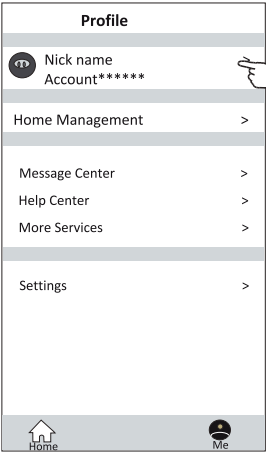 Profile
Nick name
Account******
Home Management >
Message Center >
Help Center >
More Services >
Settings >
Home Me